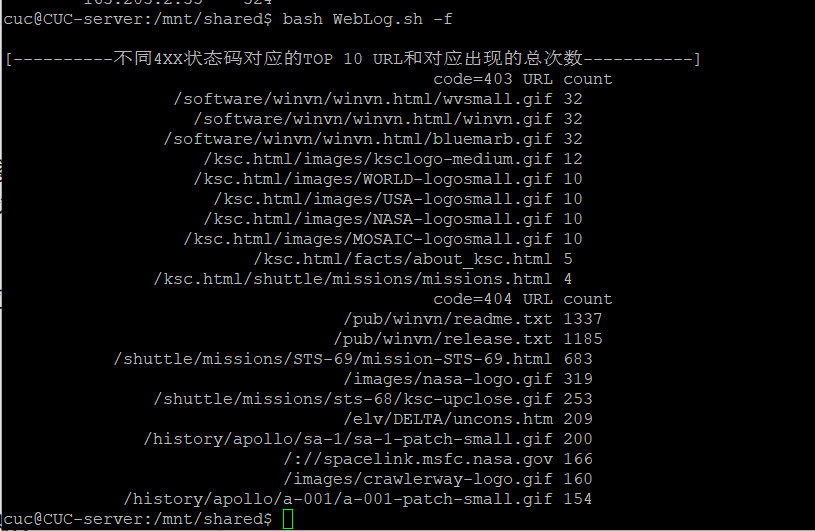 cuc@CUC-server:/mnt/shared$ bash WebLog.sh -f
[----------不同4XX状态码对应的TOP 10 URL和对应出现的总次数-----------]
code=403 URL count
/software/winvn/winvn.html/wvsmall.gif 32
/software/winvn/winvn.html/winvn.gif 32
/software/winvn/winvn.html/bluemarb.gif 32
/ksc.html/images/ksclogo-medium.gif 12
/ksc.html/images/WORLD-logosmall.gif 10
/ksc.html/images/USA-logosmall.gif 10
/ksc.html/images/NASA-logosmall.gif 10
/ksc.html/images/MOSAIC-logosmall.gif 10
/ksc.html/facts/about_ksc.html 5
/ksc.html/shuttle/missions/missions.html 4
code=404 URL count
/pub/winvn/readme.txt 1337
/pub/winvn/release.txt 1185
/shuttle/missions/STS-69/mission-STS-69.html 683
/images/nasa-logo.gif 319
/shuttle/missions/sts-68/ksc-upclose.gif 253
/elv/DELTA/uncons.htm 209
/history/apollo/sa-1/sa-1-patch-small.gif 200
/://spacelink.msfc.nasa.gov 166
/images/crawlerway-logo.gif 160
/history/apollo/a-001/a-001-patch-small.gif 154
cuc@CUC-server:/mnt/shared$